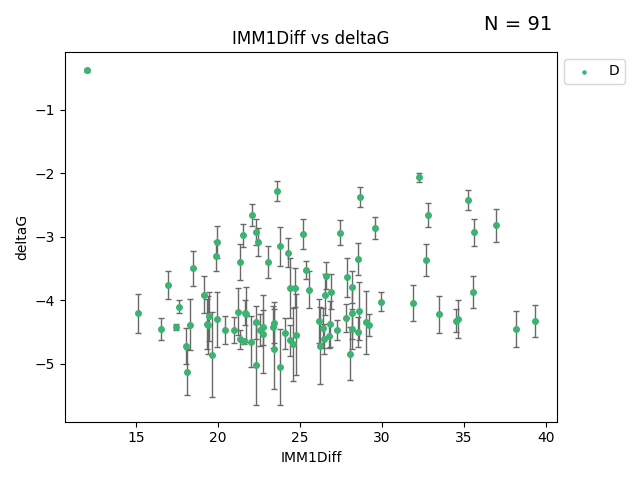 N = 91
IMM1Diff vs deltaG
D
deltaG
−1
−2
−3
−4
−5
15 20 25 30 35 40
IMM1Diff